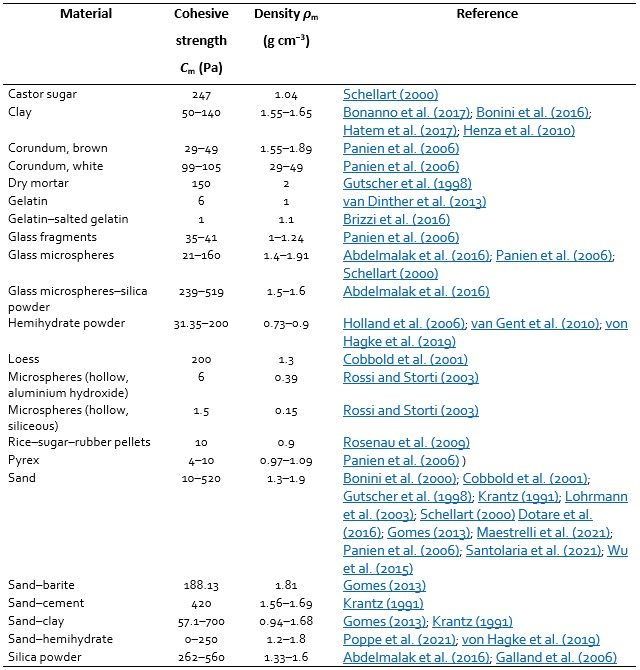 Material Cohesive Density ρm Reference
strength (g cm⁻³)
Cm (Pa)
Castor sugar 247 1.04 Schellart (2000)
Clay 50–140 1.55–1.65 Bonanno et al. (2017); Bonini et al. (2016);
Hatem et al. (2017); Henza et al. (2010)
Corundum, brown 29–49 1.55–1.89 Panien et al. (2006)
Corundum, white 99–105 29–49 Panien et al. (2006)
Dry mortar 150 2 Gutscher et al. (1998)
Gelatin 6 1 van Dinther et al. (2013)
Gelatin–salted gelatin 1 1.1 Brizzi et al. (2016)
Glass fragments 35–41 1–1.24 Panien et al. (2006)
Glass microspheres 21–160 1.4–1.91 Abdelmalak et al. (2016); Panien et al. (2006);
Schellart (2000)
Glass microspheres–silica 239–519 1.5–1.6 Abdelmalak et al. (2016)
powder
Hemihydrate powder 31.35–200 0.73–0.9 Holland et al. (2006); van Gent et al. (2010); von
Hagke et al. (2019)
Loess 200 1.3 Cobbold et al. (2001)
Microspheres (hollow, 6 0.39 Rossi and Storti (2003)
aluminium hydroxide)
Microspheres (hollow, 1.5 0.15 Rossi and Storti (2003)
siliceous)
Rice–sugar–rubber pellets 10 0.9 Rosenau et al. (2009)
Pyrex 4–10 0.97–1.09 Panien et al. (2006) )
Sand 10–520 1.3–1.9 Bonini et al. (2000); Cobbold et al. (2001);
Gutscher et al. (1998); Krantz (1991); Lohrmann
et al. (2003); Schellart (2000) Dotare et al.
(2016); Gomes (2013); Maestrelli et al. (2021);
Panien et al. (2006); Santolaria et al. (2021); Wu
et al. (2015)
Sand–barite 188.13 1.81 Gomes (2013)
Sand–cement 420 1.56–1.69 Krantz (1991)
Sand–clay 57.1–700 0.94–1.68 Gomes (2013); Krantz (1991)
Sand–hemihydrate 0–250 1.2–1.8 Poppe et al. (2021); von Hagke et al. (2019)
Silica powder 262–560 1.33–1.6 Abdelmalak et al. (2016); Galland et al. (2006)